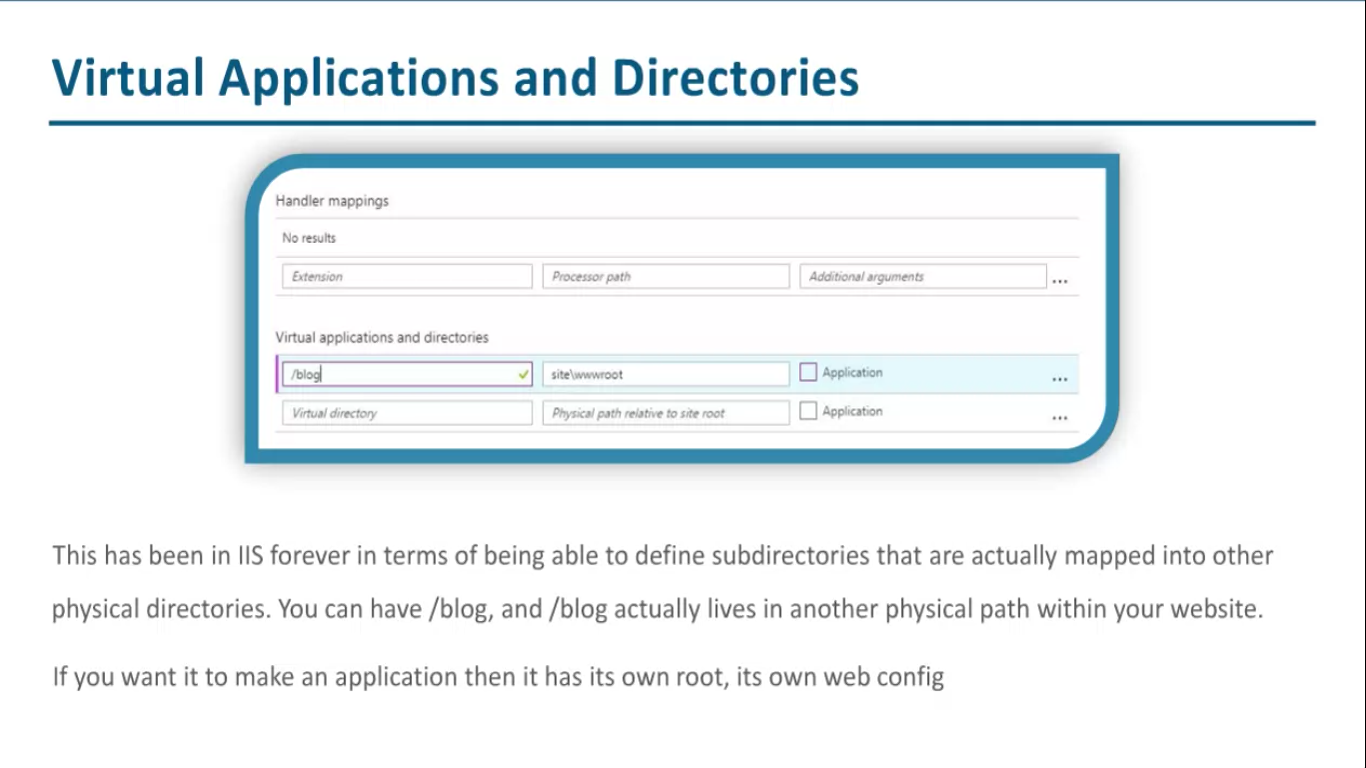 Virtual Applications and Directories
Handler mappings
No results
Extension Processor path Additional arguments ...
Virtual applications and directories
/blog site\wwwroot Application ...
Virtual directory Physical path relative to site root Application ...
This has been in IIS forever in terms of being able to define subdirectories that are actually mapped into other
physical directories. You can have /blog, and /blog actually lives in another physical path within your website.
If you want it to make an application then it has its own root, its own web config